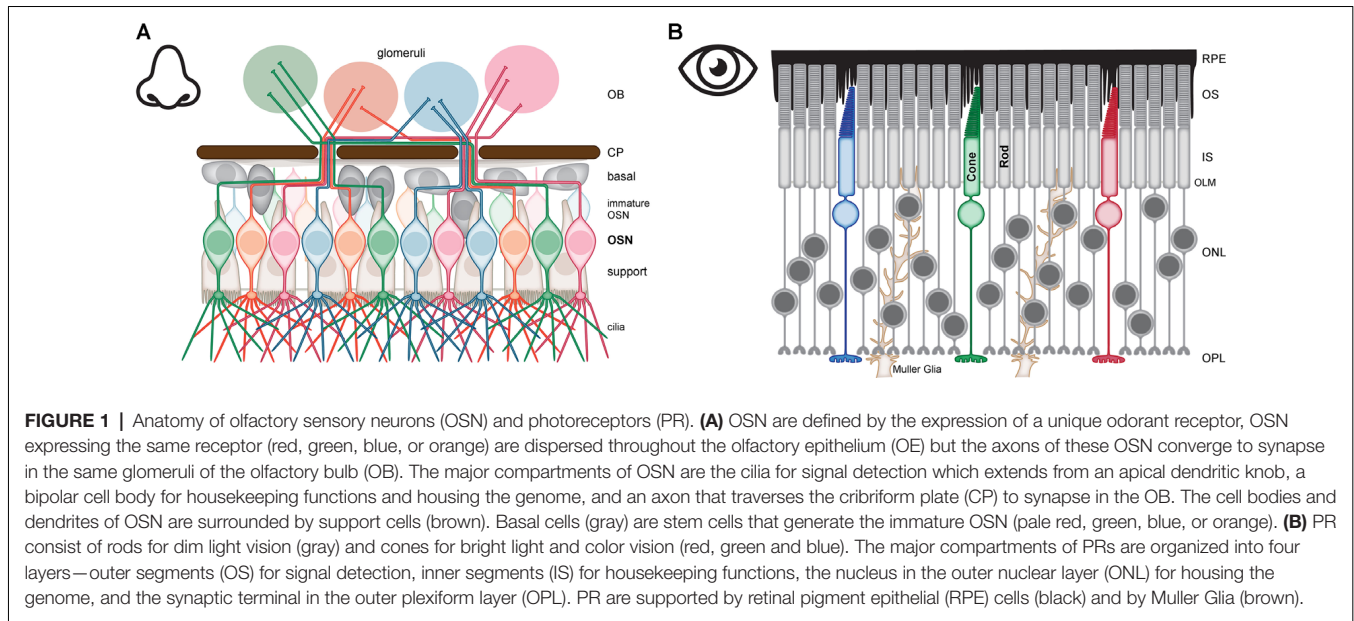 A
glomeruli
OB
CP
basal
immature
OSN
OSN
support
cilia
B
RPE
OS
IS
OLM
Cone
Rod
ONL
OPL
Muller Glia
FIGURE 1 | Anatomy of olfactory sensory neurons (OSN) and photoreceptors (PR). (A) OSN are defined by the expression of a unique odorant receptor, OSN
expressing the same receptor (red, green, blue, or orange) are dispersed throughout the olfactory epithelium (OE) but the axons of these OSN converge to synapse
in the same glomeruli of the olfactory bulb (OB). The major compartments of OSN are the cilia for signal detection which extends from an apical dendritic knob, a
bipolar cell body for housekeeping functions and housing the genome, and an axon that traverses the cribriform plate (CP) to synapse in the OB. The cell bodies and
dendrites of OSN are surrounded by support cells (brown). Basal cells (gray) are stem cells that generate the immature OSN (pale red, green, blue, or orange). (B) PR
consist of rods for dim light vision (gray) and cones for bright light and color vision (red, green and blue). The major compartments of PRs are organized into four
layers—outer segments (OS) for signal detection, inner segments (IS) for housekeeping functions, the nucleus in the outer nuclear layer (ONL) for housing the
genome, and the synaptic terminal in the outer plexiform layer (OPL). PR are supported by retinal pigment epithelial (RPE) cells (black) and by Muller Glia (brown).